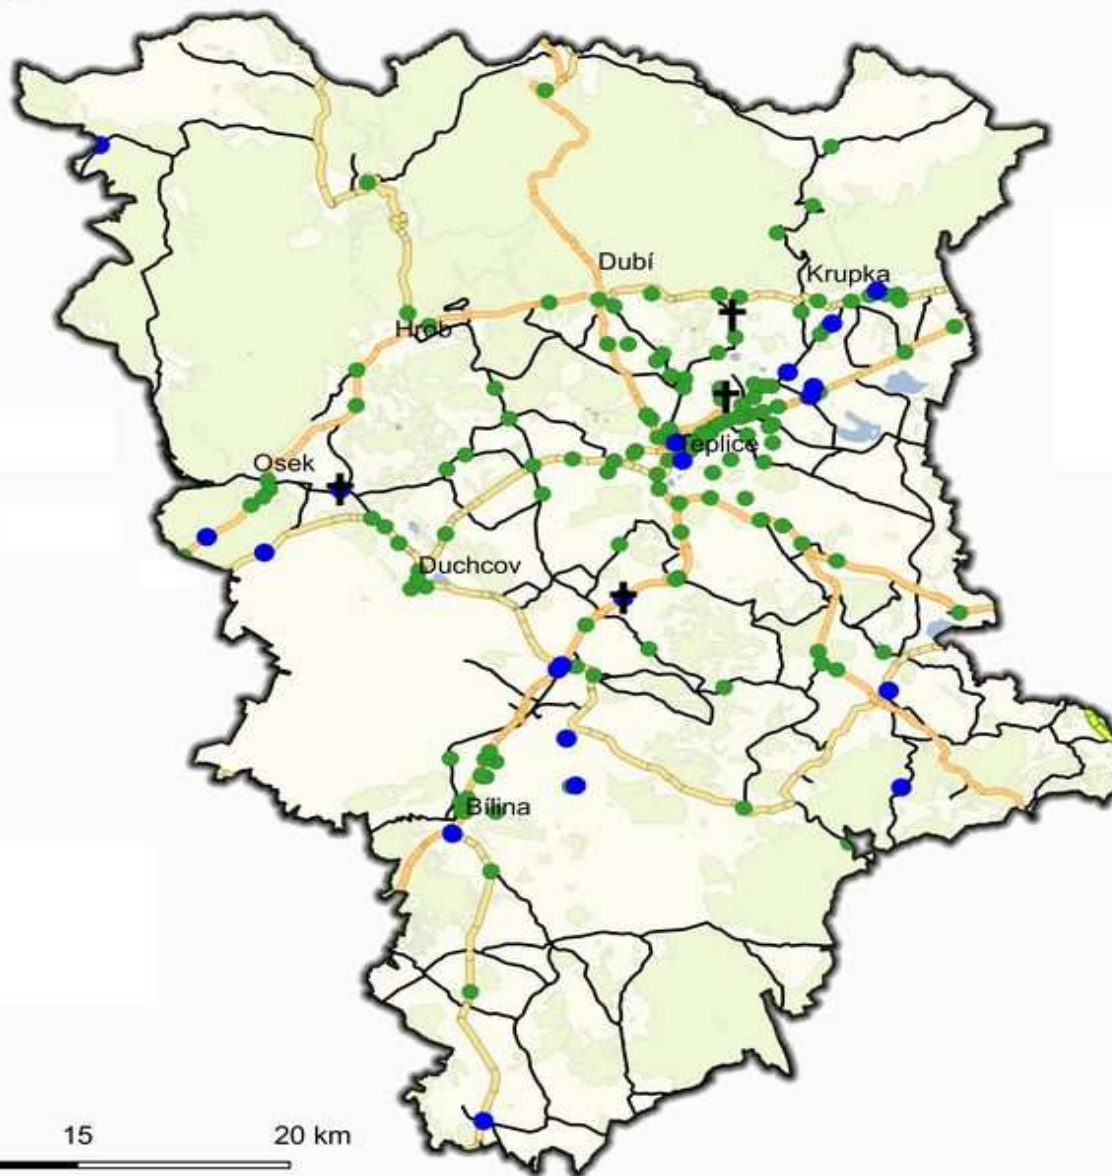 Dubí
Krupka
Hrob
Teplice
Osek
Duchcov
Bílina
15 20 km